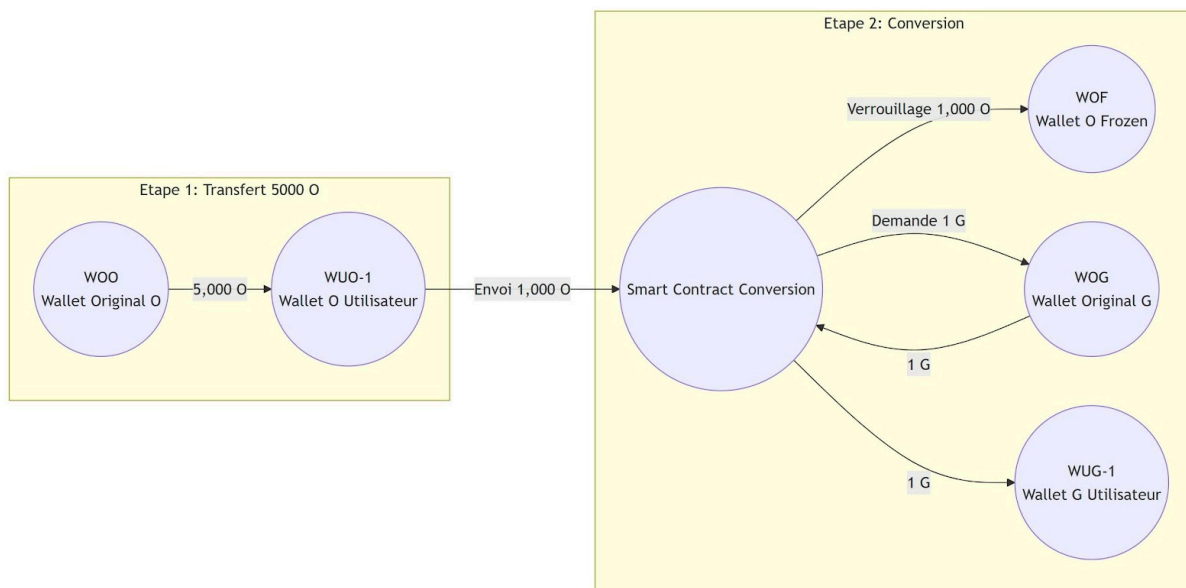 Etape 1: Transfert 5000 O
WOO
Wallet Original O
5,000 O
WUO-1
Wallet O Utilisateur
Envoi 1,000 O
Etape 2: Conversion
Smart Contract Conversion
Verrouillage 1,000 O
WOF
Wallet O Frozen
Demande 1 G
WOG
Wallet Original G
1 G
1 G
WUG-1
Wallet G Utilisateur